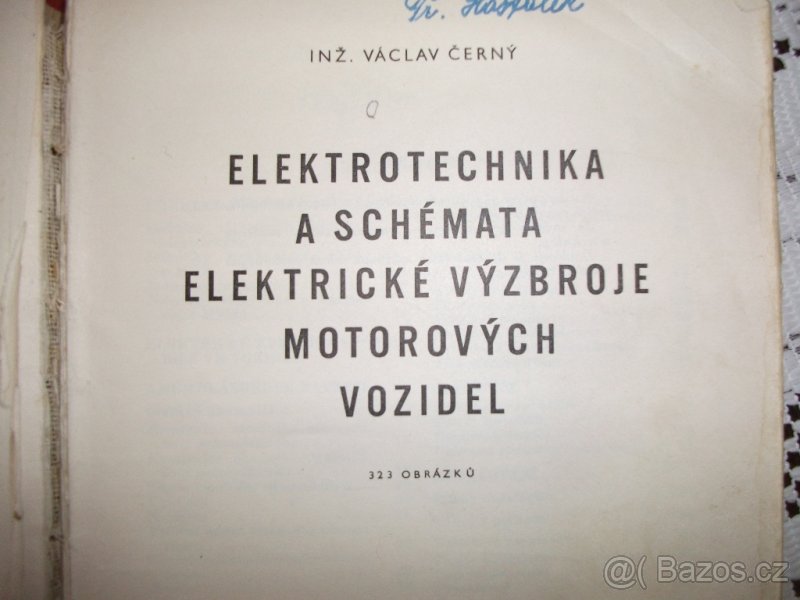 INŽ. VÁCLAV ČERNÝ
ELEKTROTECHNIKA
A SCHÉMATA
ELEKTRICKÉ VÝZBROJE
MOTOROVÝCH
VOZIDEL
323 OBRÁZKŮ
@( Bazos.cz